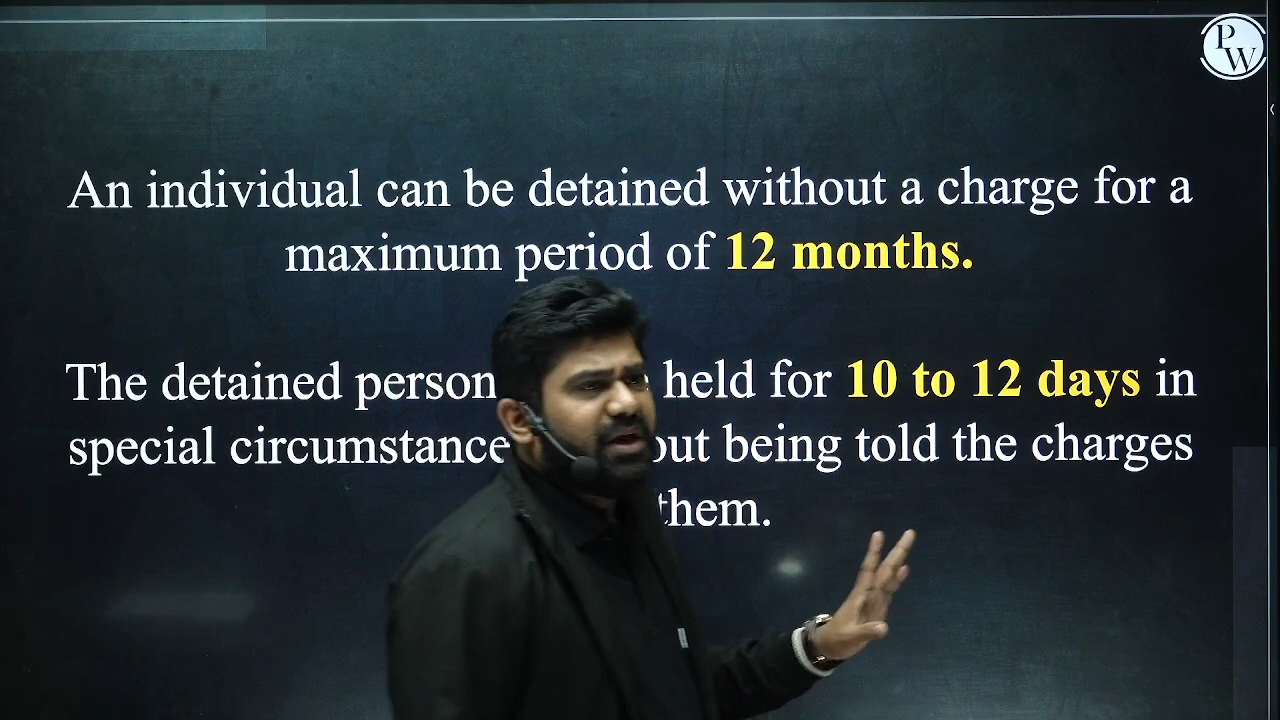 PW
An individual can be detained without a charge for a
maximum period of 12 months.
The detained person held for 10 to 12 days in
special circumstance out being told the charges
them.